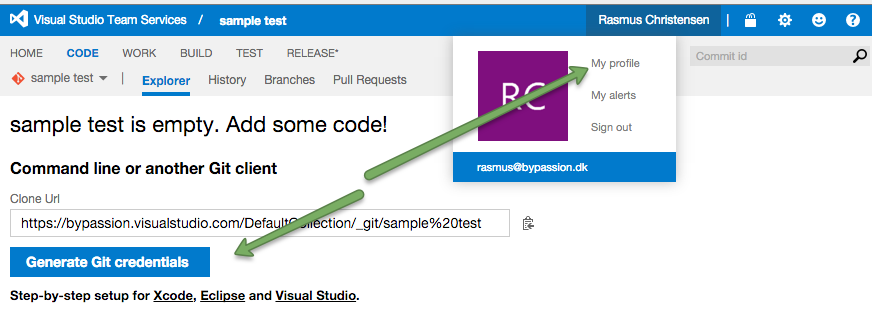 Visual Studio Team Services / sample test Rasmus Christensen
HOME CODE WORK BUILD TEST RELEASE* My profile Commit id
sample test Explorer History Branches Pull Requests
RC
My alerts
sample test is empty. Add some code!
Sign out
Command line or another Git client
rasmus@bypassion.dk
Clone Url
https://bypassion.visualstudio.com/DefaultCollection/_git/sample%20test
Generate Git credentials
Step-by-step setup for Xcode, Eclipse and Visual Studio.